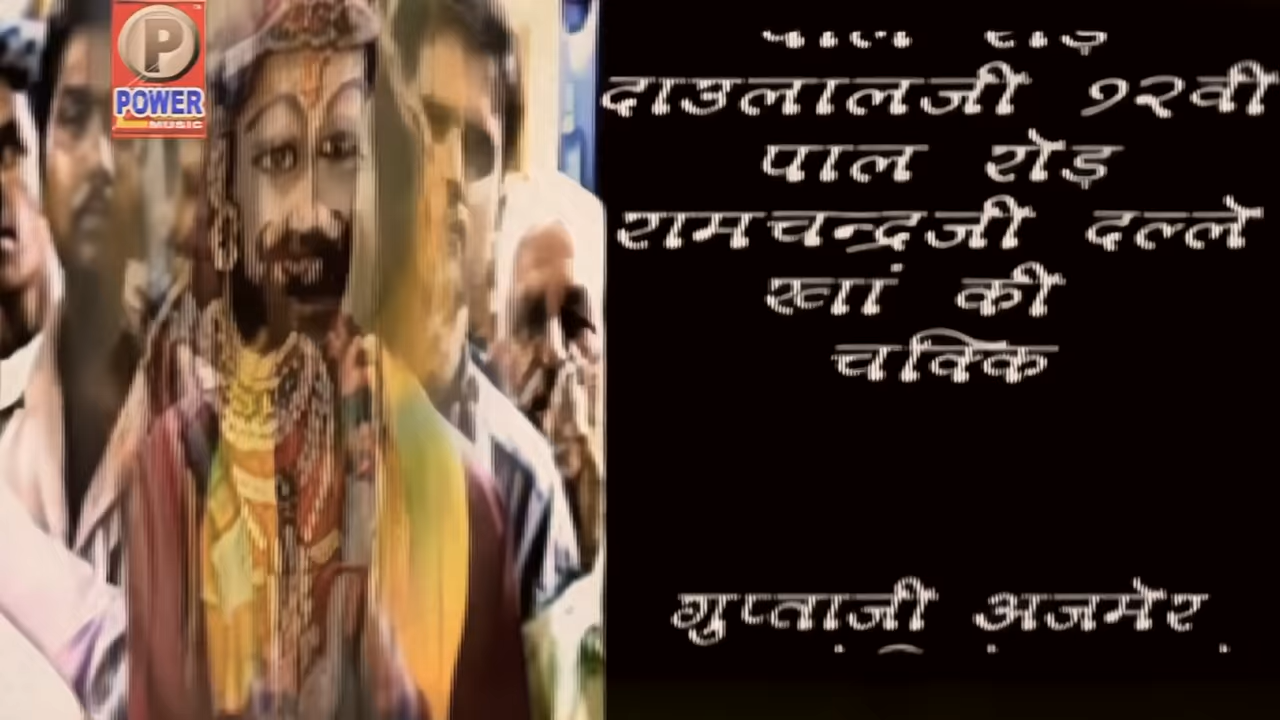 P
POWER
MUSIC
दाउलालजी १२वी
पाल रोड़
रामचन्द्रजी दल्ले
खां की
चक्कि
गुप्ताजी अजमेर